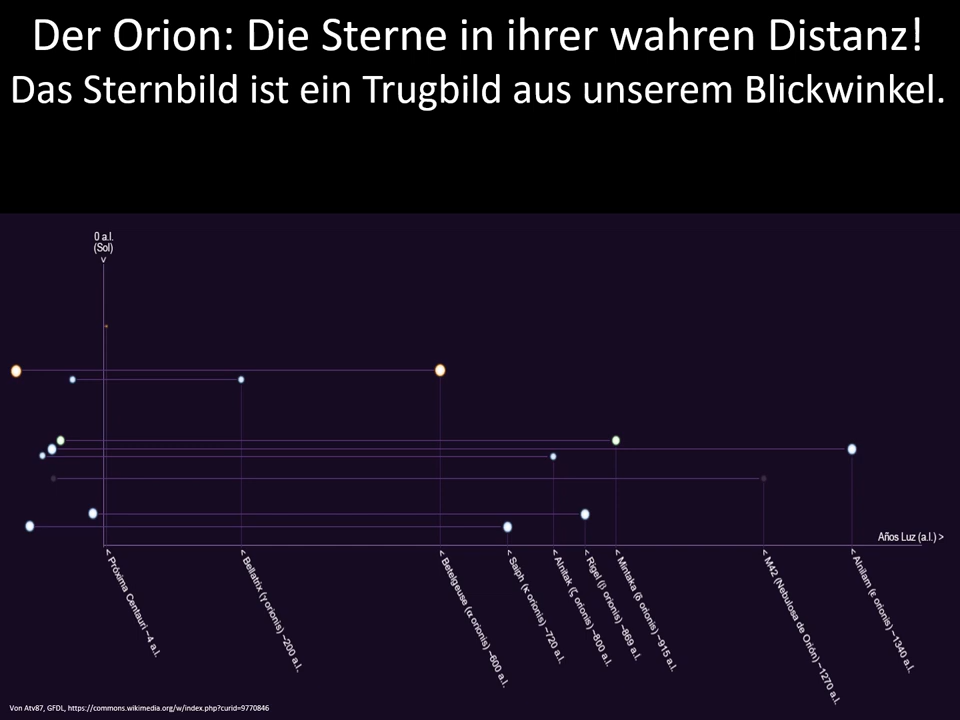 Der Orion: Die Sterne in ihrer wahren Distanz!
Das Sternbild ist ein Trugbild aus unserem Blickwinkel.
0 a.l.
(Sol)
v
Años Luz (a.l.) >
< Próxima Centauri ~4 a.l.
< Bellatrix (γ orionis) ~200 a.l.
< Betelgeuse (α orionis) ~600 a.l.
< Saiph (κ orionis) ~720 a.l.
< Alnitak (ζ orionis) ~800 a.l.
< Rigel (β orionis) ~869 a.l.
< Mintaka (δ orionis) ~915 a.l.
< M42 (Nebulosa de Orión) ~1270 a.l.
< Alnilam (ε orionis) ~1340 a.l.
Von Atv87, GFDL, https://commons.wikimedia.org/w/index.php?curid=9770846